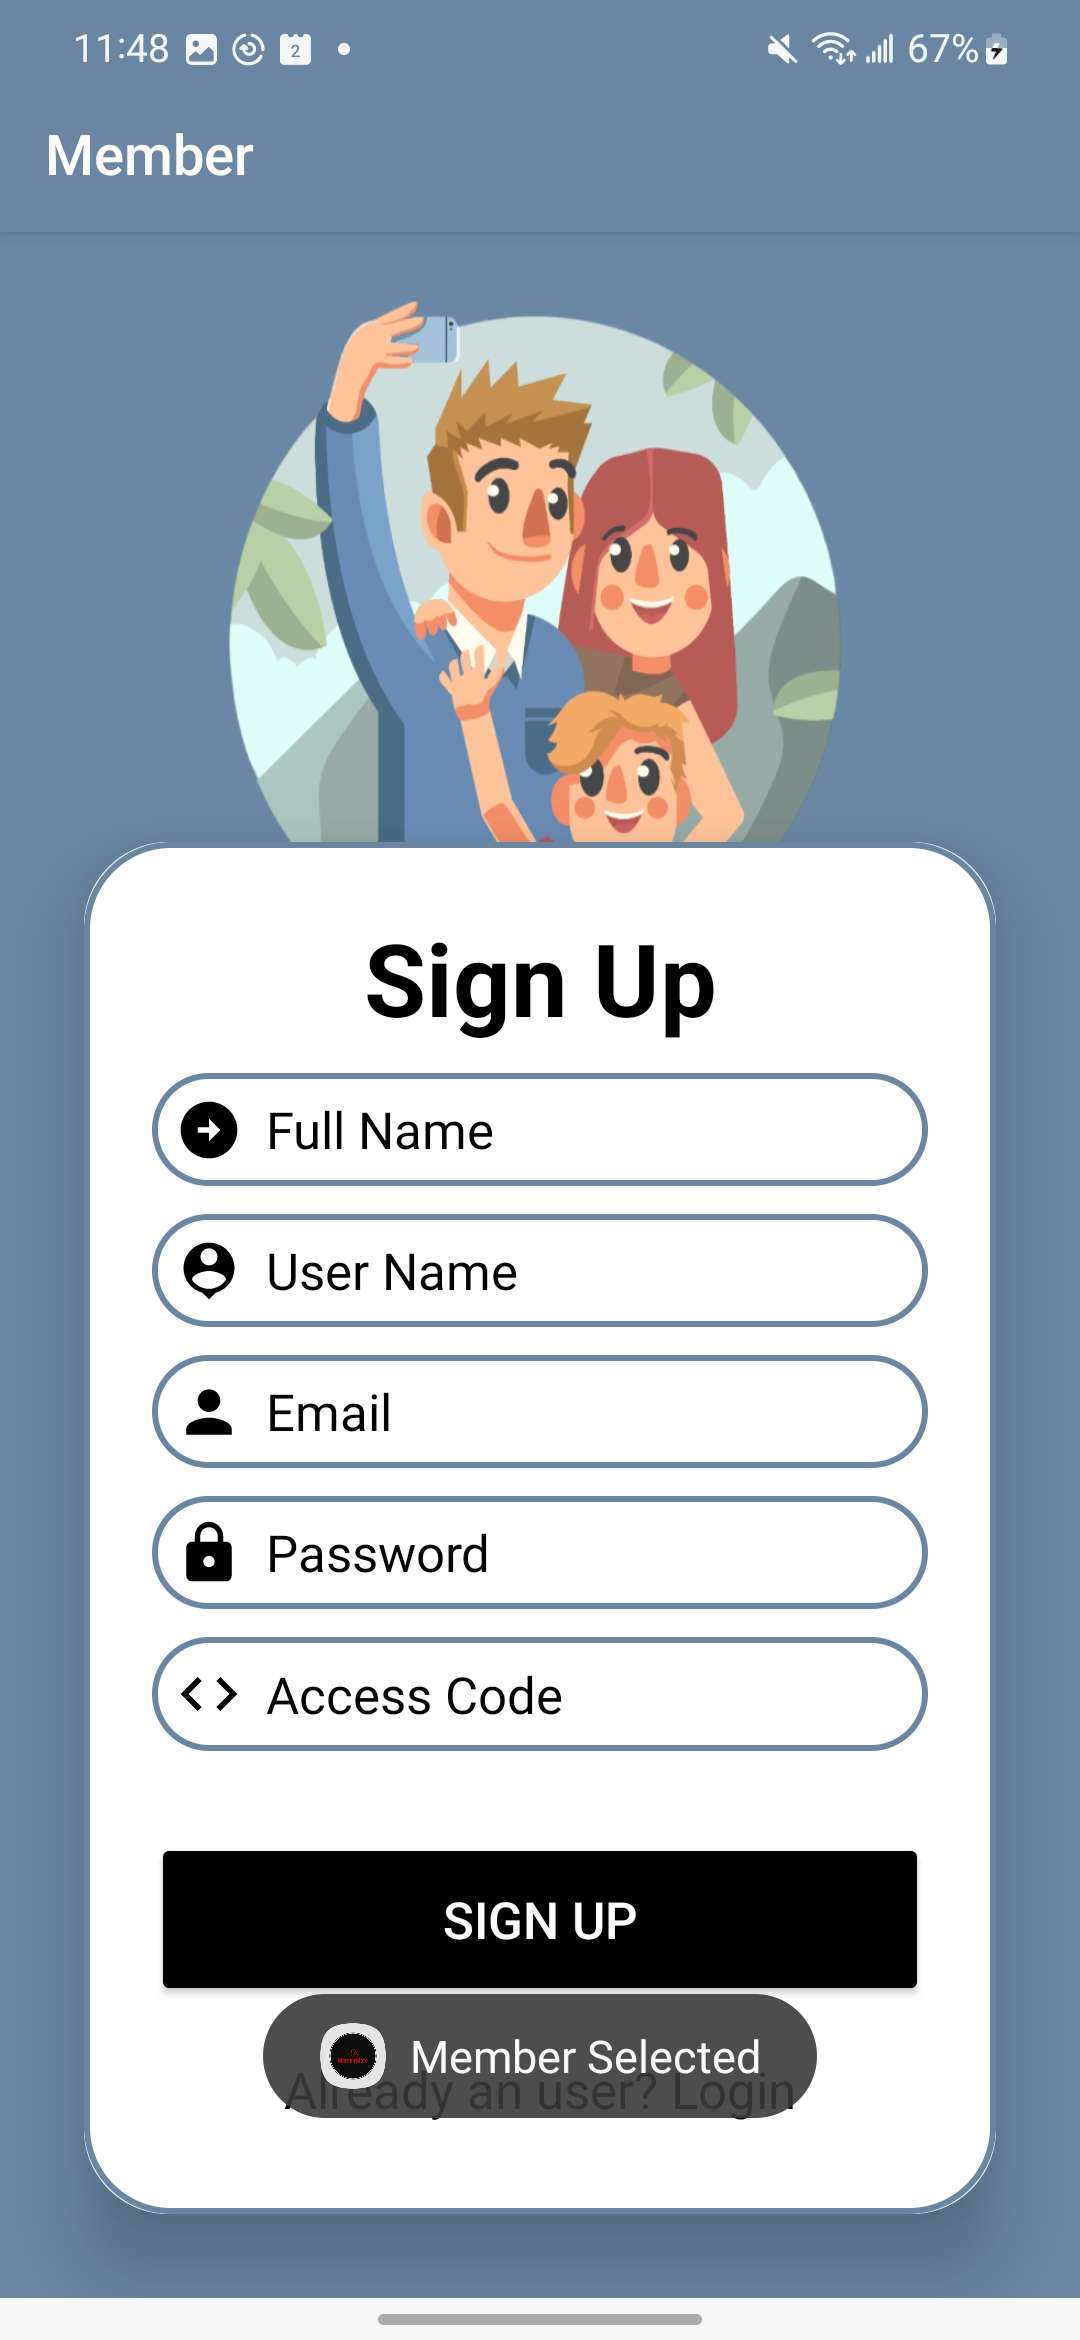 11:48 2 67%
Member
Sign Up
Full Name
User Name
Email
Password
Access Code
SIGN UP
Member Selected
Already an user? Login